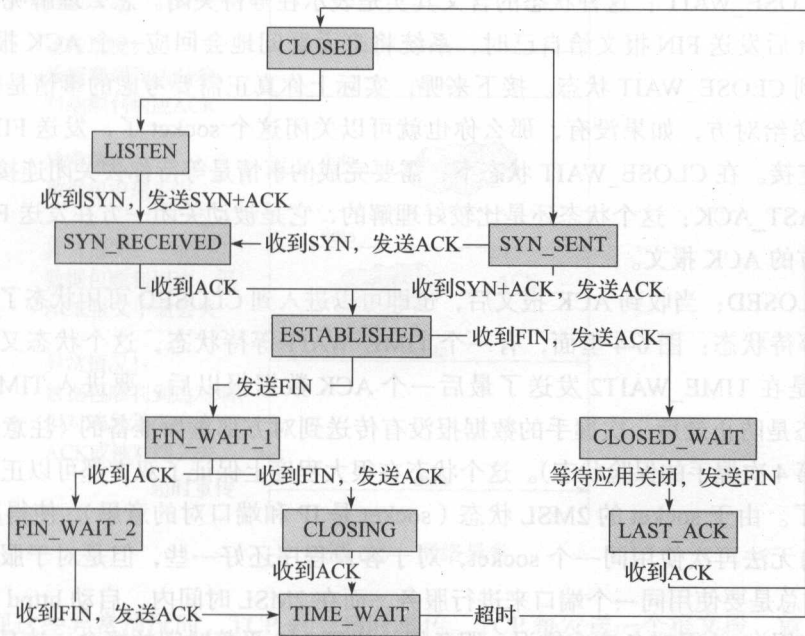 CLOSED
LISTEN
收到SYN，发送SYN+ACK
SYN_RECEIVED
收到SYN，发送ACK
SYN_SENT
收到ACK
收到SYN+ACK，发送ACK
ESTABLISHED
收到FIN，发送ACK
发送FIN
FIN_WAIT_1
CLOSED_WAIT
收到ACK
收到FIN，发送ACK
等待应用关闭，发送FIN
FIN_WAIT_2
CLOSING
LAST_ACK
收到ACK
收到ACK
收到FIN，发送ACK
TIME_WAIT
超时